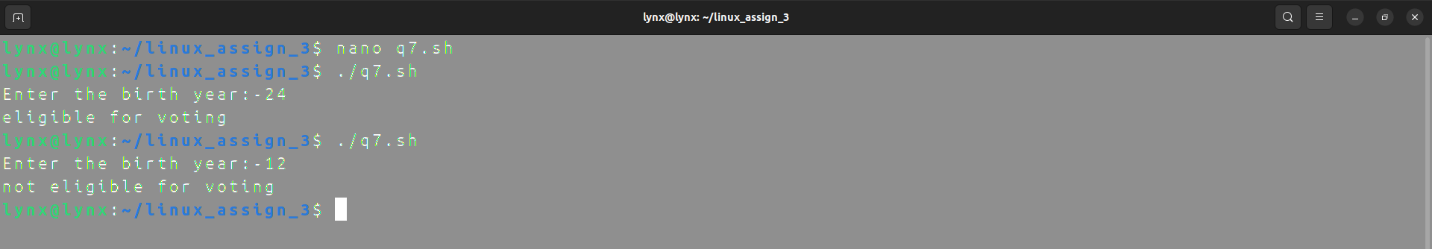 lynx@lynx: ~/linux_assign_3
lynx@lynx:~/linux_assign_3$ nano q7.sh
lynx@lynx:~/linux_assign_3$ ./q7.sh
Enter the birth year:-24
eligible for voting
lynx@lynx:~/linux_assign_3$ ./q7.sh
Enter the birth year:-12
not eligible for voting
lynx@lynx:~/linux_assign_3$